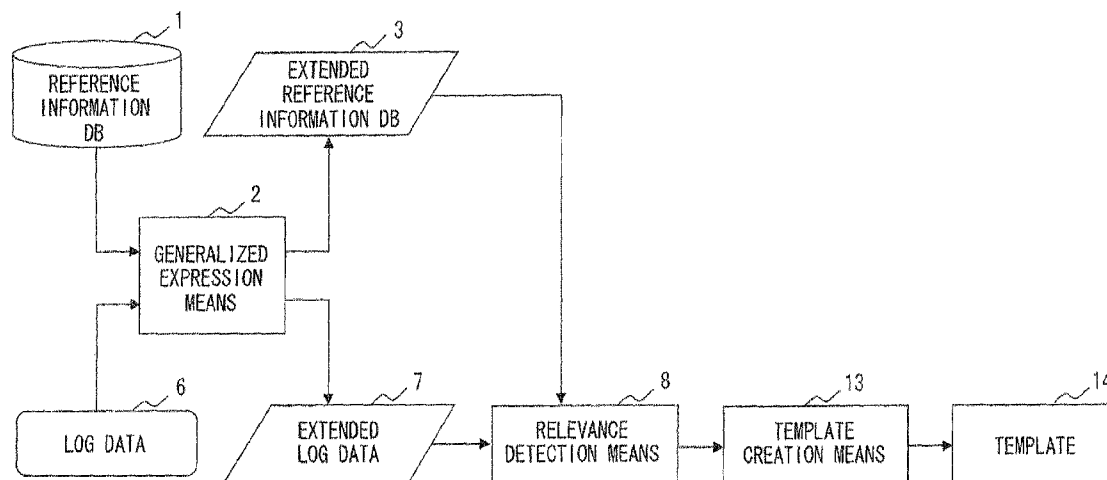 1
REFERENCE
INFORMATION
DB
3
EXTENDED
REFERENCE
INFORMATION DB
2
GENERALIZED
EXPRESSION
MEANS
6
LOG DATA
7
EXTENDED
LOG DATA
8
RELEVANCE
DETECTION MEANS
13
TEMPLATE
CREATION MEANS
14
TEMPLATE